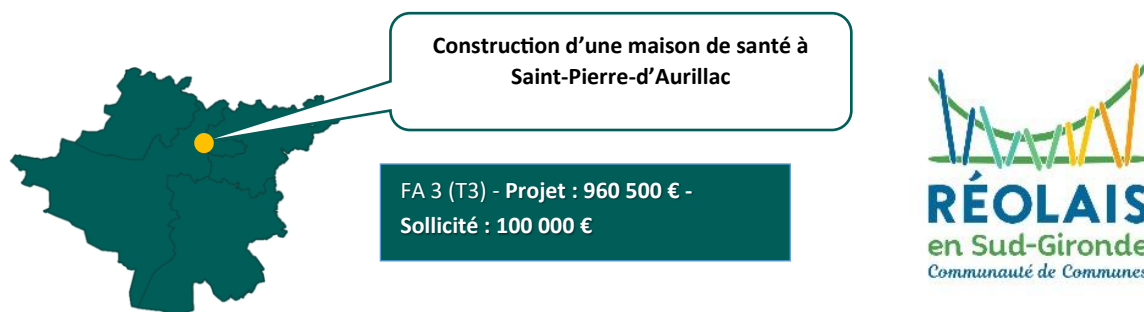 Construction d’une maison de santé à
Saint-Pierre-d’Aurillac
FA 3 (T3) - Projet : 960 500 € -
Sollicité : 100 000 €
RÉOLAIS
en Sud-Gironde
Communauté de Communes